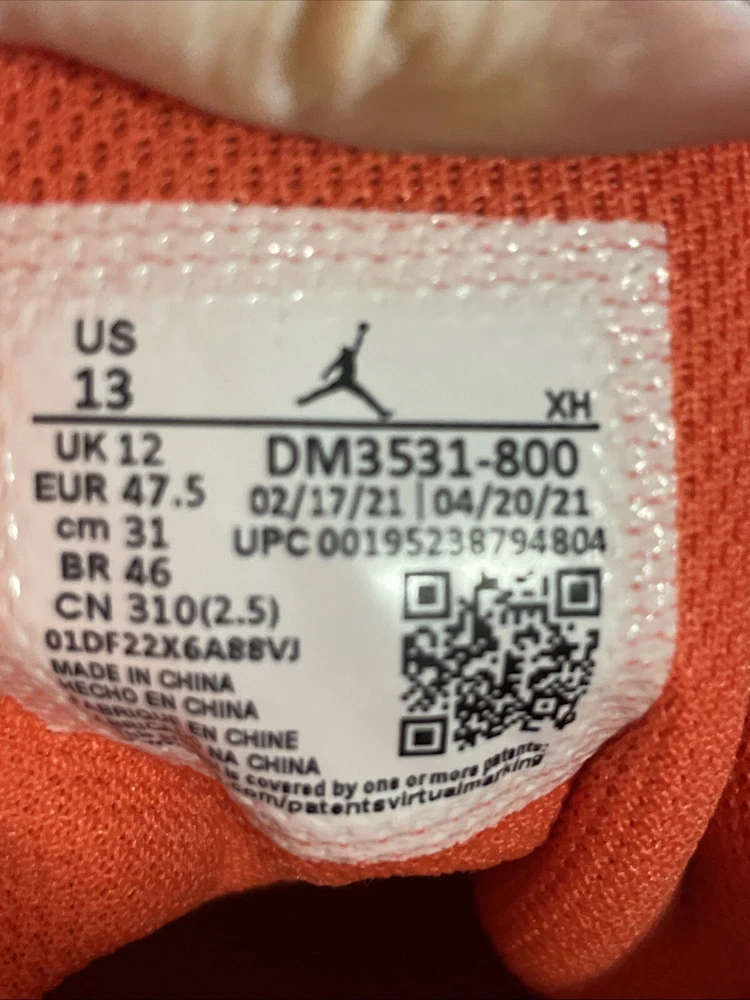 US
13
XH
UK 12
DM3531-800
EUR 47.5
02/17/21 | 04/20/21
cm 31
UPC 00195238794804
BR 46
CN 310(2.5)
01DF22X6A88VJ
MADE IN CHINA
HECHO EN CHINA
FABRIQUÉ EN CHINE
NA CHINA
is covered by one or more patents:
com/patentsvirtualmarking